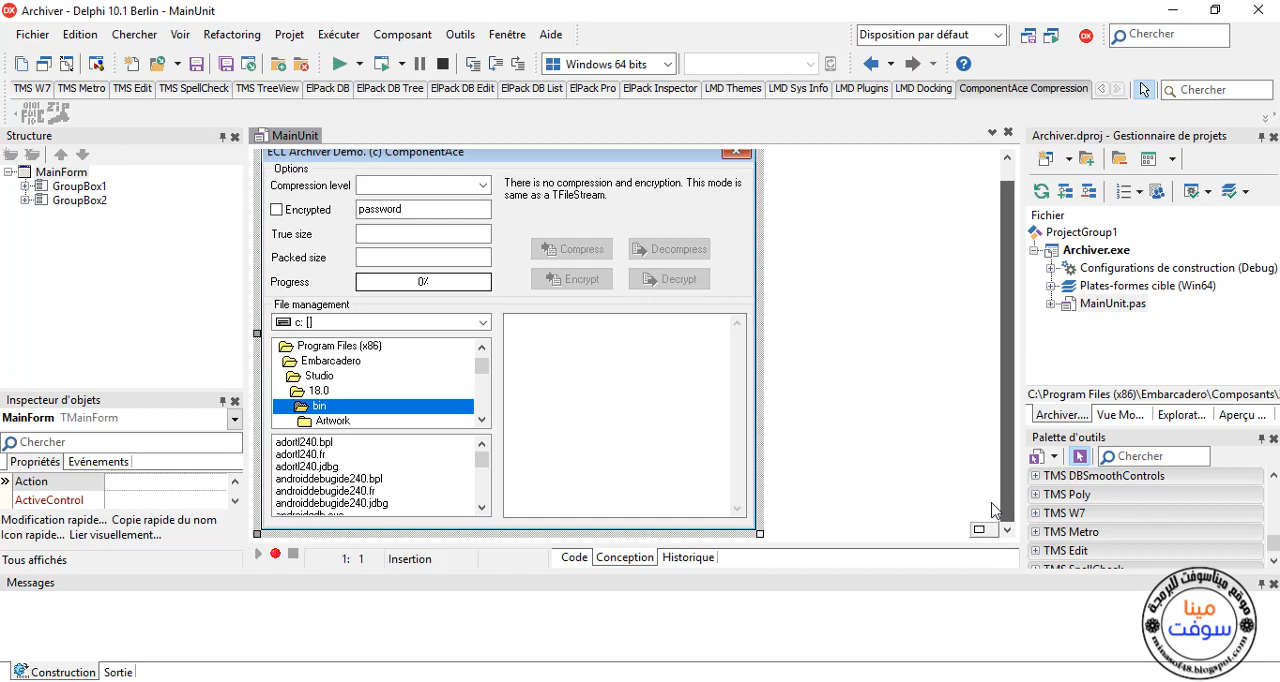 Archiver - Delphi 10.1 Berlin - MainUnit
Fichier Edition Chercher Voir Refactoring Projet Exécuter Composant Outils Fenêtre Aide Disposition par défaut Chercher
Windows 64 bits
TMS W7 TMS Metro TMS Edit TMS SpellCheck TMS TreeView ElPack DB ElPack DB Tree ElPack DB Edit ElPack DB List ElPack Pro ElPack Inspector LMD Themes LMD Sys Info LMD Plugins LMD Docking ComponentAce Compression Chercher
Structure
MainForm
GroupBox1
GroupBox2
Inspecteur d'objets
MainForm TMainForm
Chercher
Propriétés Evénements
Action
ActiveControl
Modification rapide... Copie rapide du nom
Icon rapide... Lier visuellement...
Tous affichés
MainUnit
ECL Archiver Demo. (c) ComponentAce
Options
Compression level
There is no compression and encryption. This mode is
same as a TFileStream.
Encrypted password
True size
Packed size
Progress 0%
Compress Decompress
Encrypt Decrypt
File management
c: []
Program Files (x86)
Embarcadero
Studio
18.0
bin
Artwork
adortl240.bpl
adortl240.fr
adortl240.jdbg
androiddebugide240.bpl
androiddebugide240.fr
androiddebugide240.jdbg
1: 1 Insertion Code Conception Historique
Archiver.dproj - Gestionnaire de projets
Fichier
ProjectGroup1
Archiver.exe
Configurations de construction (Debug)
Plates-formes cible (Win64)
MainUnit.pas
C:\Program Files (x86)\Embarcadero\Composants\
Archiver.... Vue Mo... Explorat... Aperçu ...
Palette d'outils
Chercher
TMS DBSmoothControls
TMS Poly
TMS W7
TMS Metro
TMS Edit
TMS SpellCheck
Messages
Construction Sortie
موقع ميناسوفت للبرمجة
مينا
سوفت
minasof48.blogspot.com